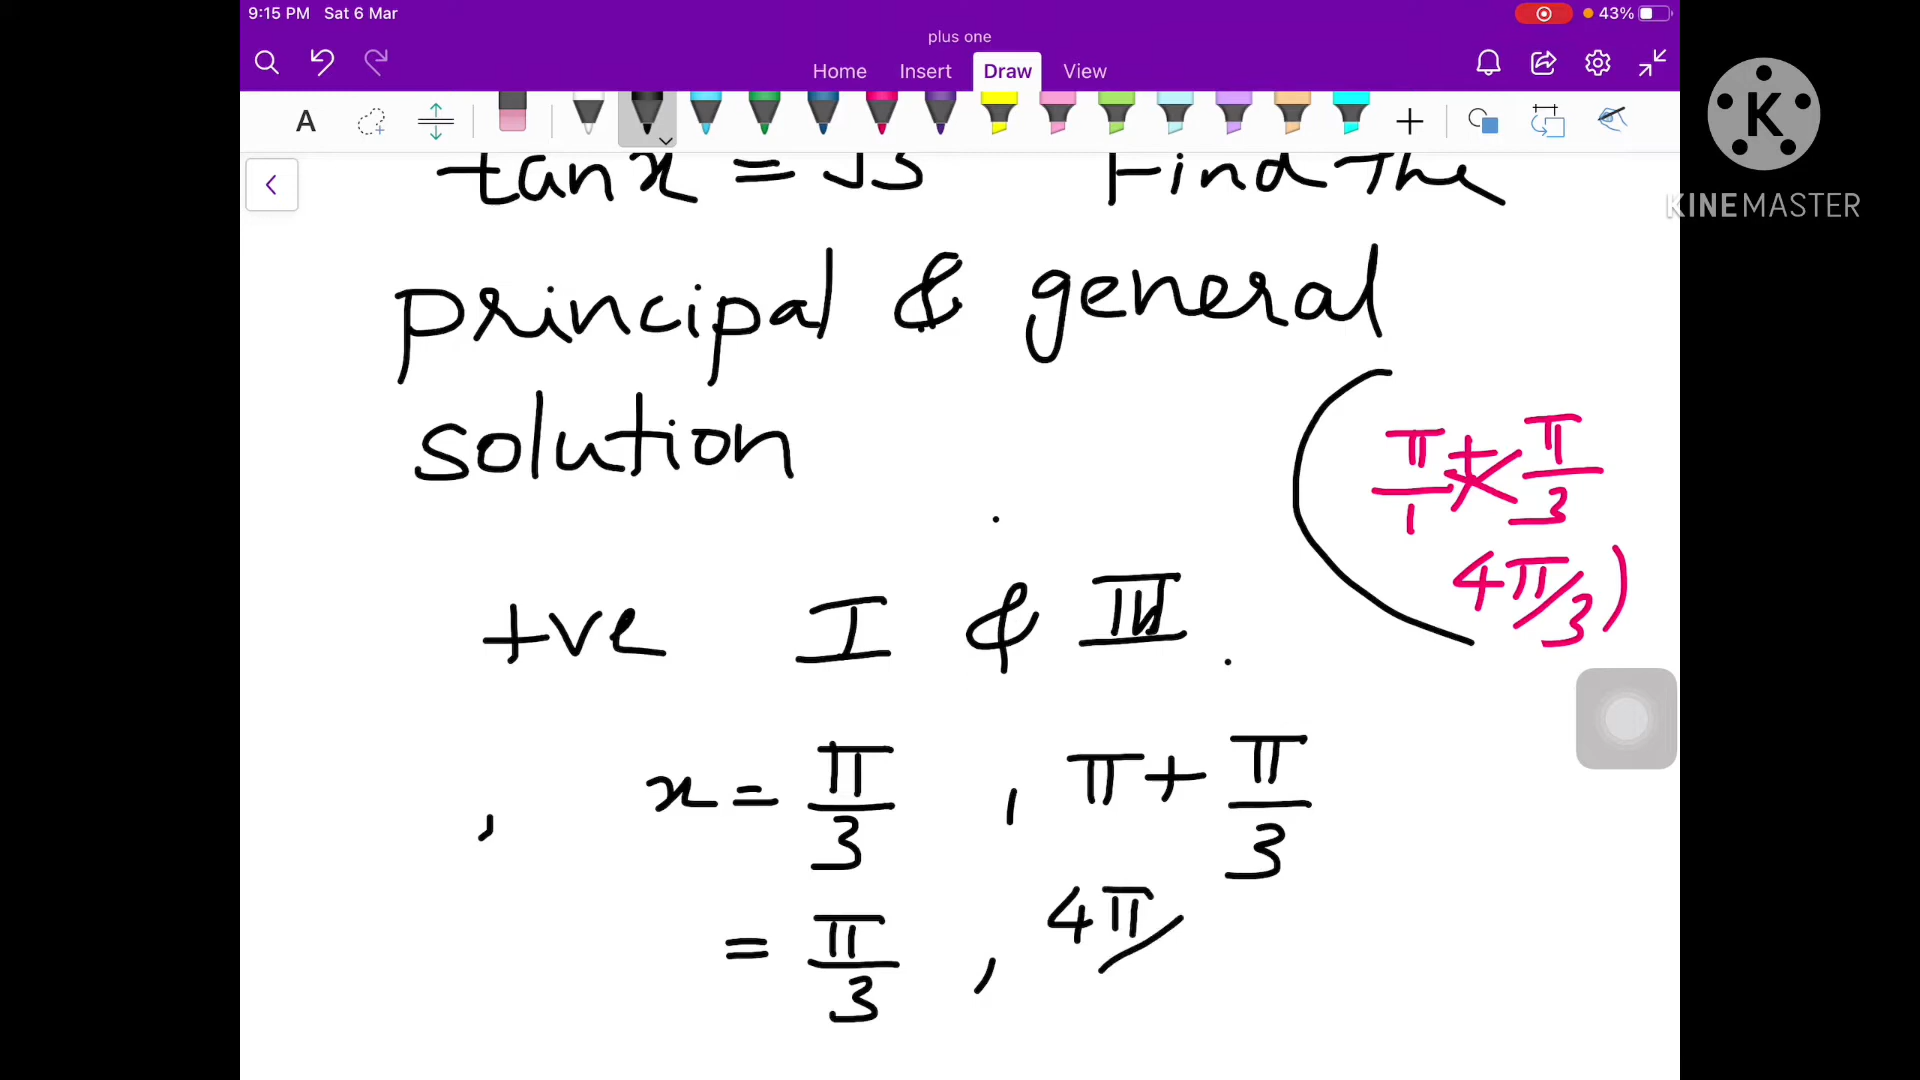 9:15 PM Sat 6 Mar
43%
plus one
Home Insert Draw View
A
K
KINEMASTER
tan x = √3 Find the
principal & general
solution
π/1 + π/3
4π/3)
+ve I & III.
, x = π/3 , π + π/3
= π/3 , 4π/